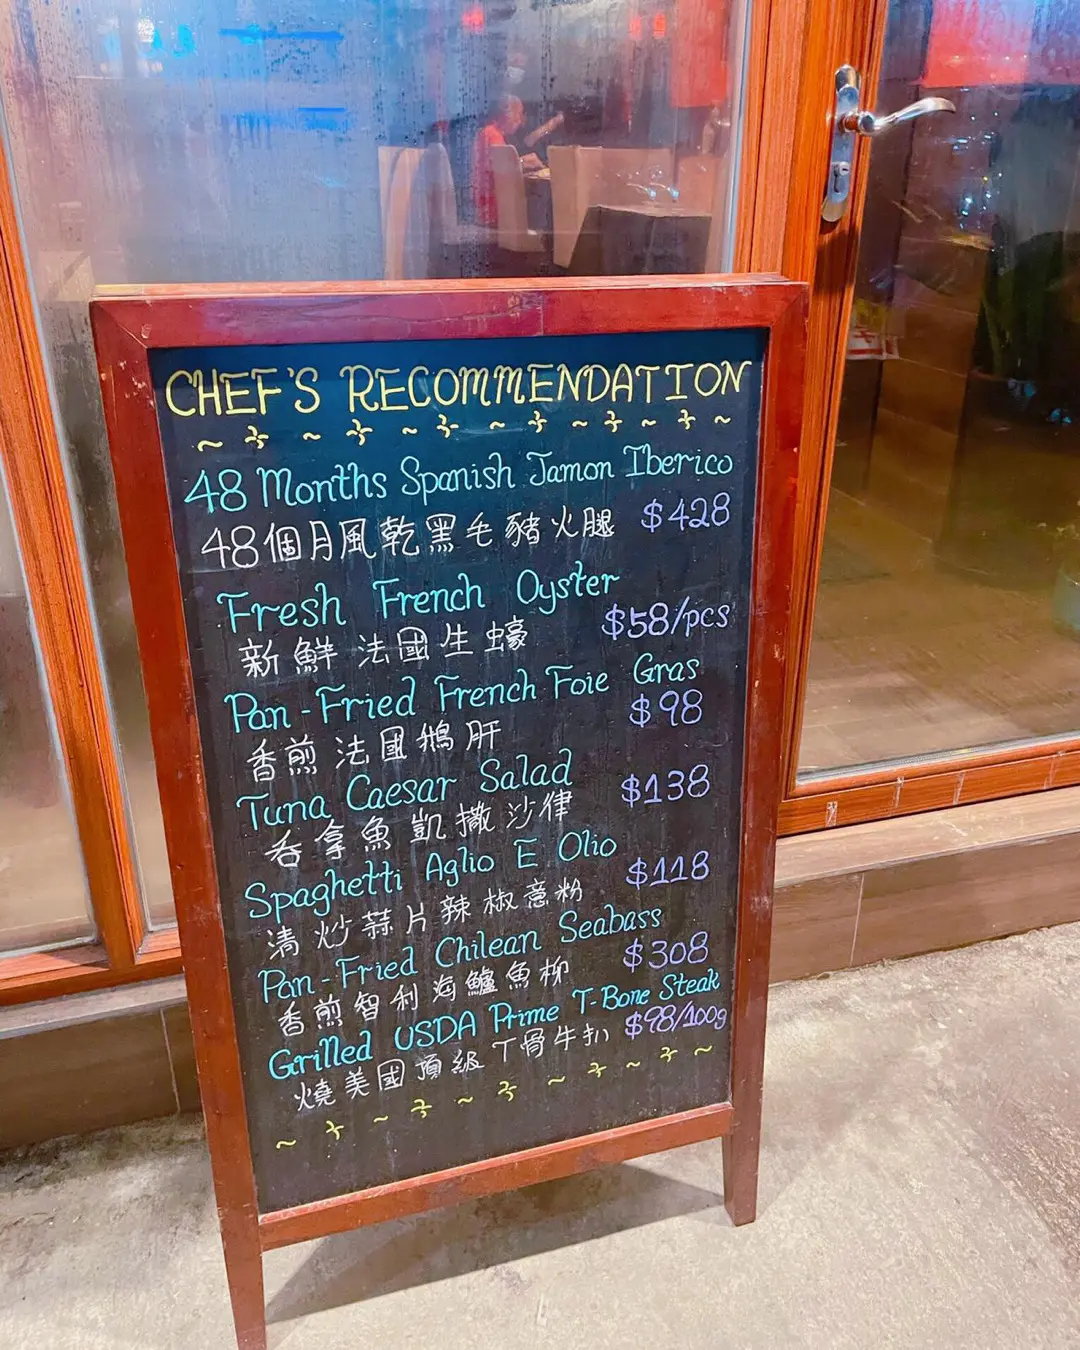 CHEF'S RECOMMENDATION
48 Months Spanish Jamon Iberico
48個月風乾黑毛豬火腿 $428
Fresh French Oyster
新鮮法國生蠔 $58/pcs
Pan-Fried French Foie Gras
香煎法國鵝肝 $98
Tuna Caesar Salad
吞拿魚凱撒沙律 $138
Spaghetti Aglio E Olio
清炒蒜片辣椒意粉 $118
Pan-Fried Chilean Seabass
香煎智利海鱸魚柳 $308
Grilled USDA Prime T-Bone Steak
燒美國頂級T骨牛扒 $98/100g